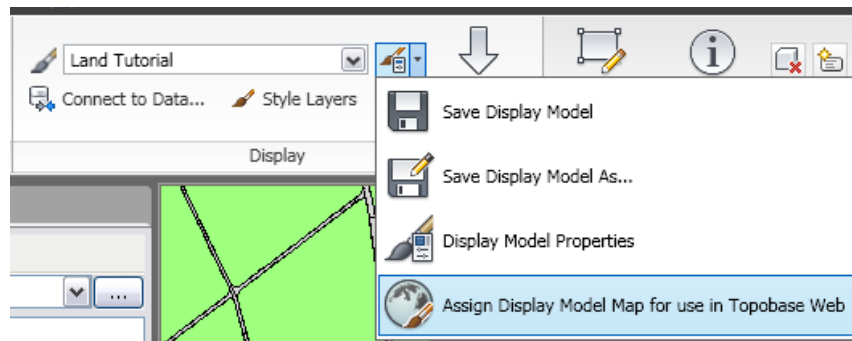 Land Tutorial
Connect to Data...
Style Layers
Display
Save Display Model
Save Display Model As...
Display Model Properties
Assign Display Model Map for use in Topobase Web
...